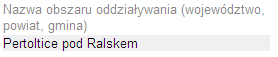 Nazwa obszaru oddziaływania (województwo,
powiat, gmina)
Pertoltice pod Ralskem